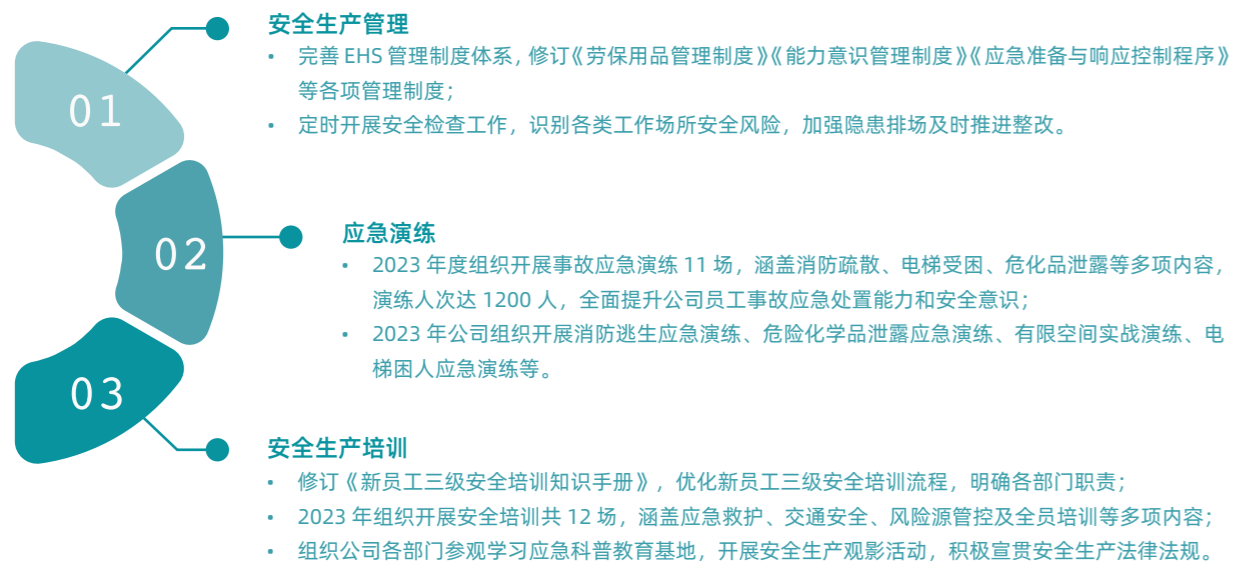 01
安全生产管理
• 完善 EHS 管理制度体系，修订《劳保用品管理制度》《能力意识管理制度》《应急准备与响应控制程序》
等各项管理制度；
• 定时开展安全检查工作，识别各类工作场所安全风险，加强隐患排场及时推进整改。
02
应急演练
• 2023 年度组织开展事故应急演练 11 场，涵盖消防疏散、电梯受困、危化品泄露等多项内容，
演练人次达 1200 人，全面提升公司员工事故应急处置能力和安全意识；
• 2023 年公司组织开展消防逃生应急演练、危险化学品泄露应急演练、有限空间实战演练、电
梯困人应急演练等。
03
安全生产培训
• 修订《新员工三级安全培训知识手册》，优化新员工三级安全培训流程，明确各部门职责；
• 2023 年组织开展安全培训共 12 场，涵盖应急救护、交通安全、风险源管控及全员培训等多项内容；
• 组织公司各部门参观学习应急科普教育基地，开展安全生产观影活动，积极宣贯安全生产法律法规。